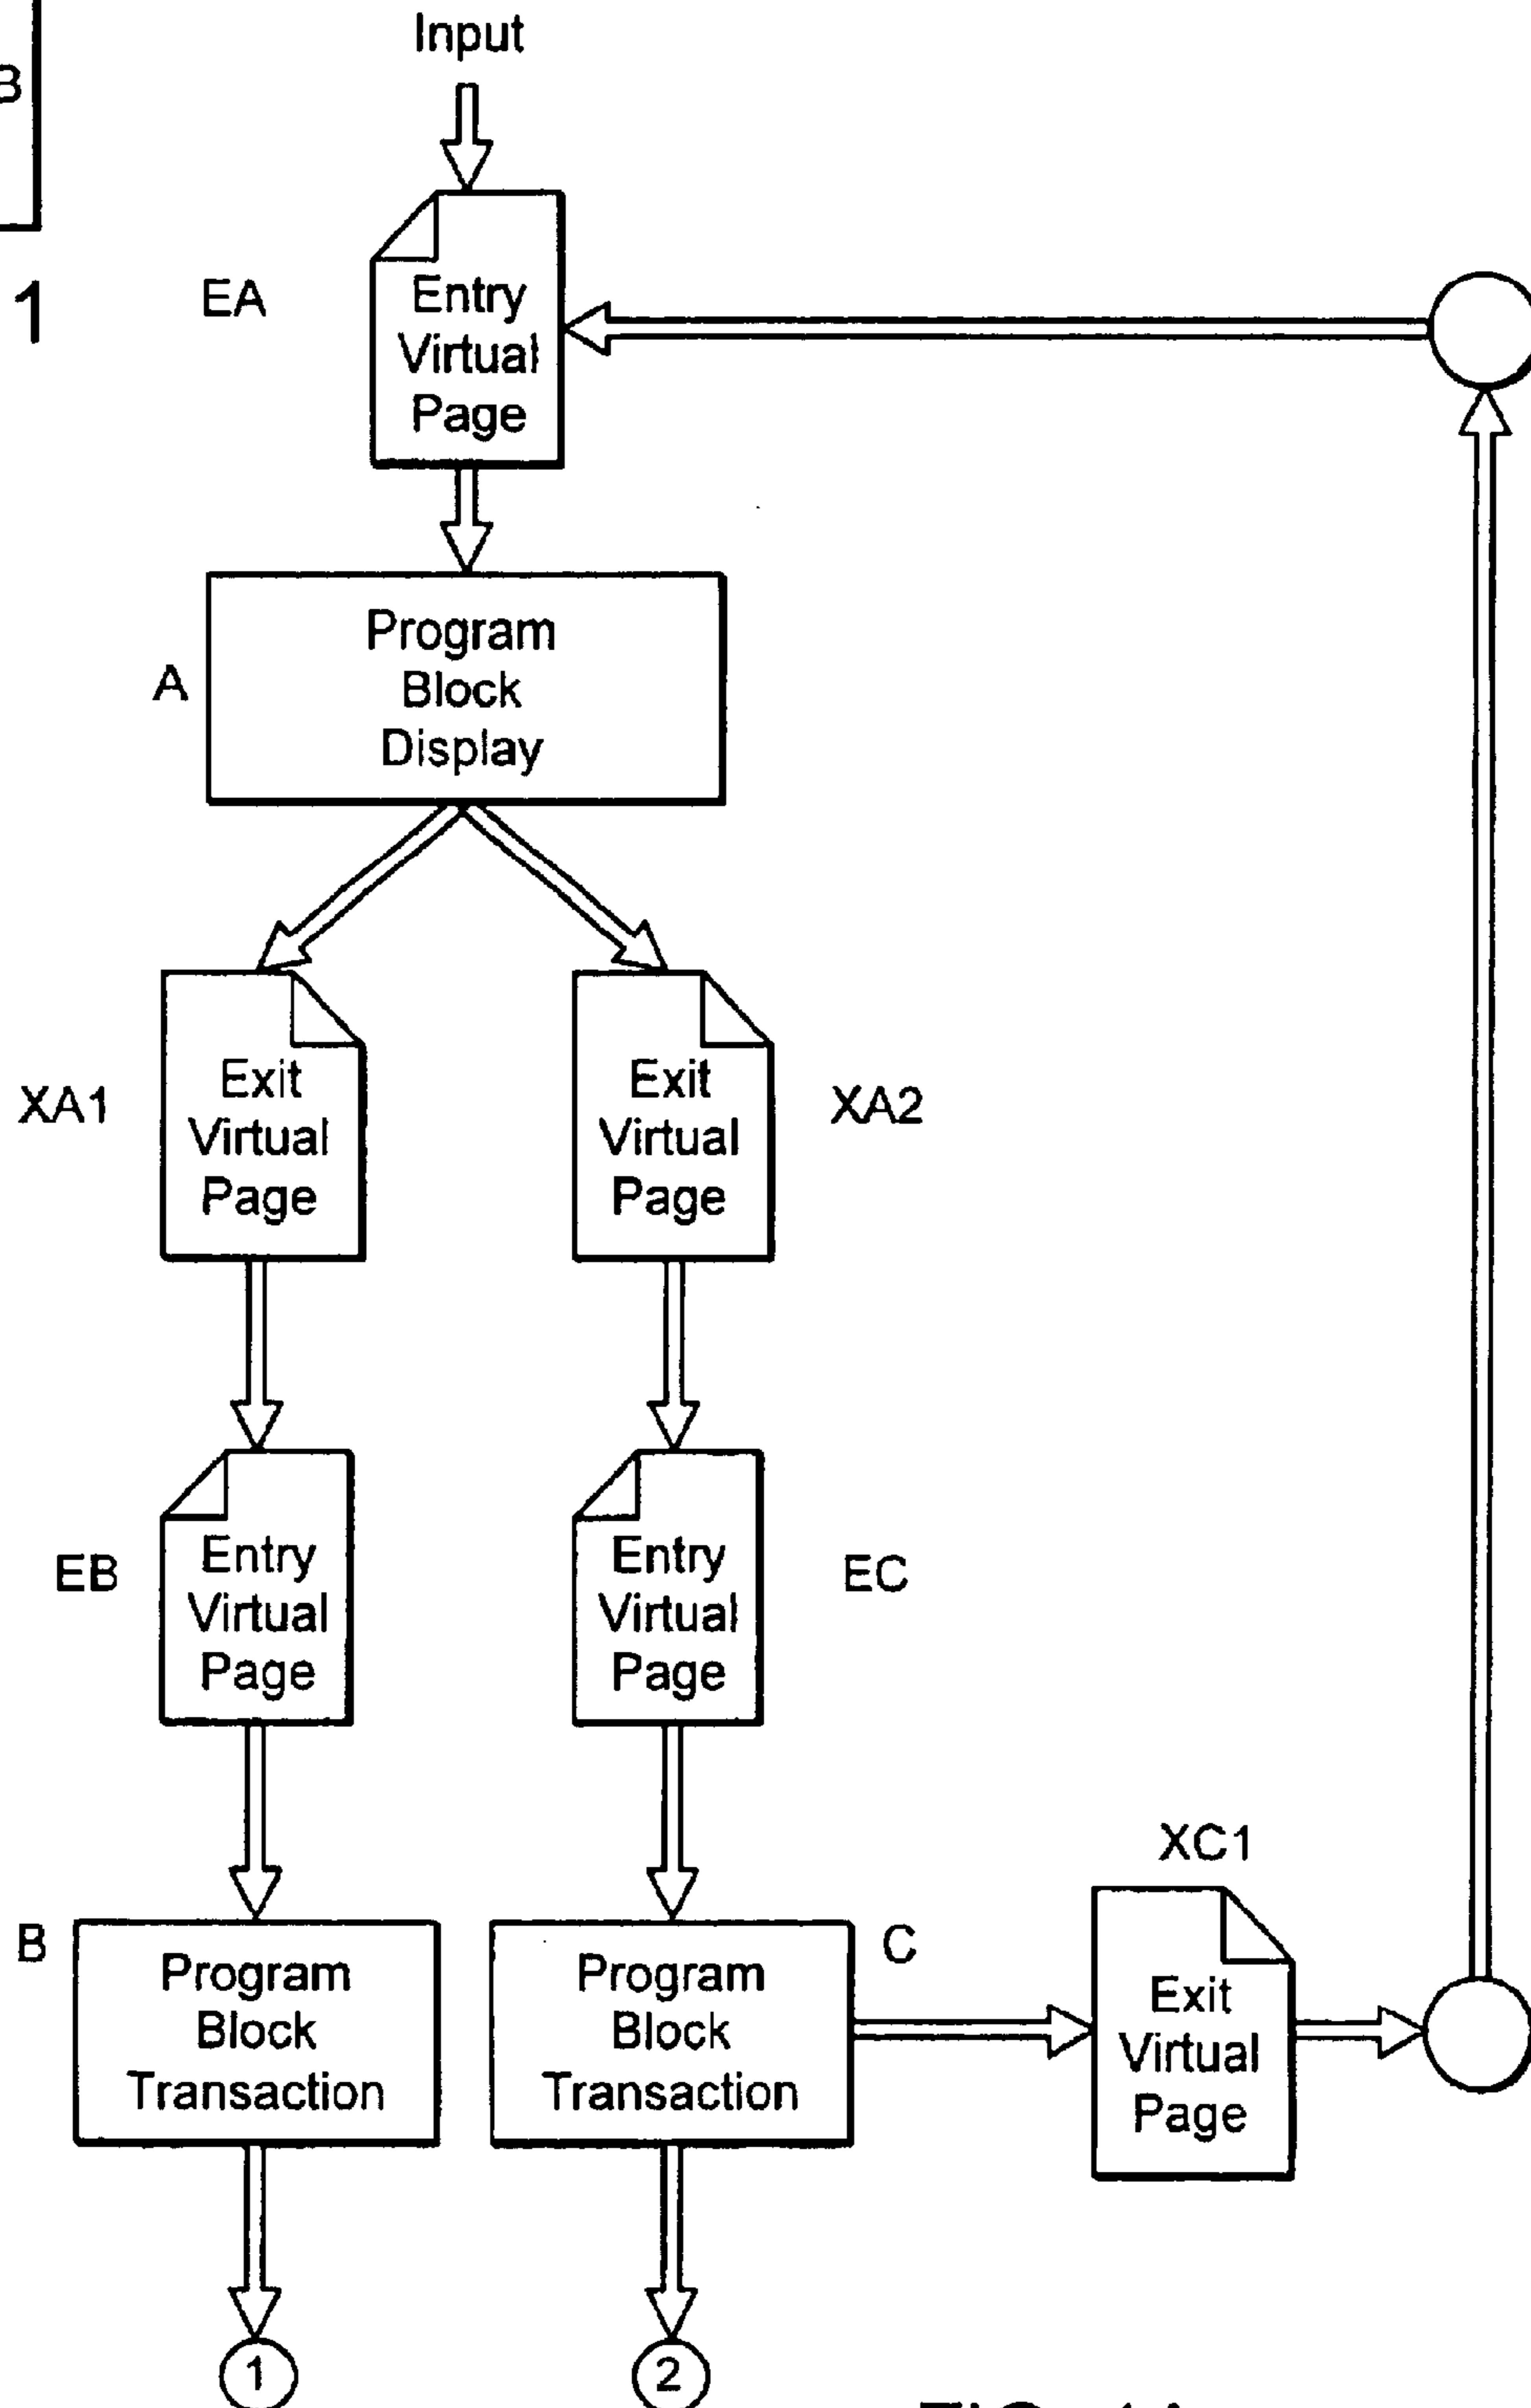 Input
B
1
EA
Entry
Virtual
Page
A
Program
Block
Display
XA1
Exit
Virtual
Page
Exit
Virtual
Page
XA2
EB
Entry
Virtual
Page
Entry
Virtual
Page
EC
XC1
B
Program
Block
Transaction
Program
Block
Transaction
C
Exit
Virtual
Page
1
2